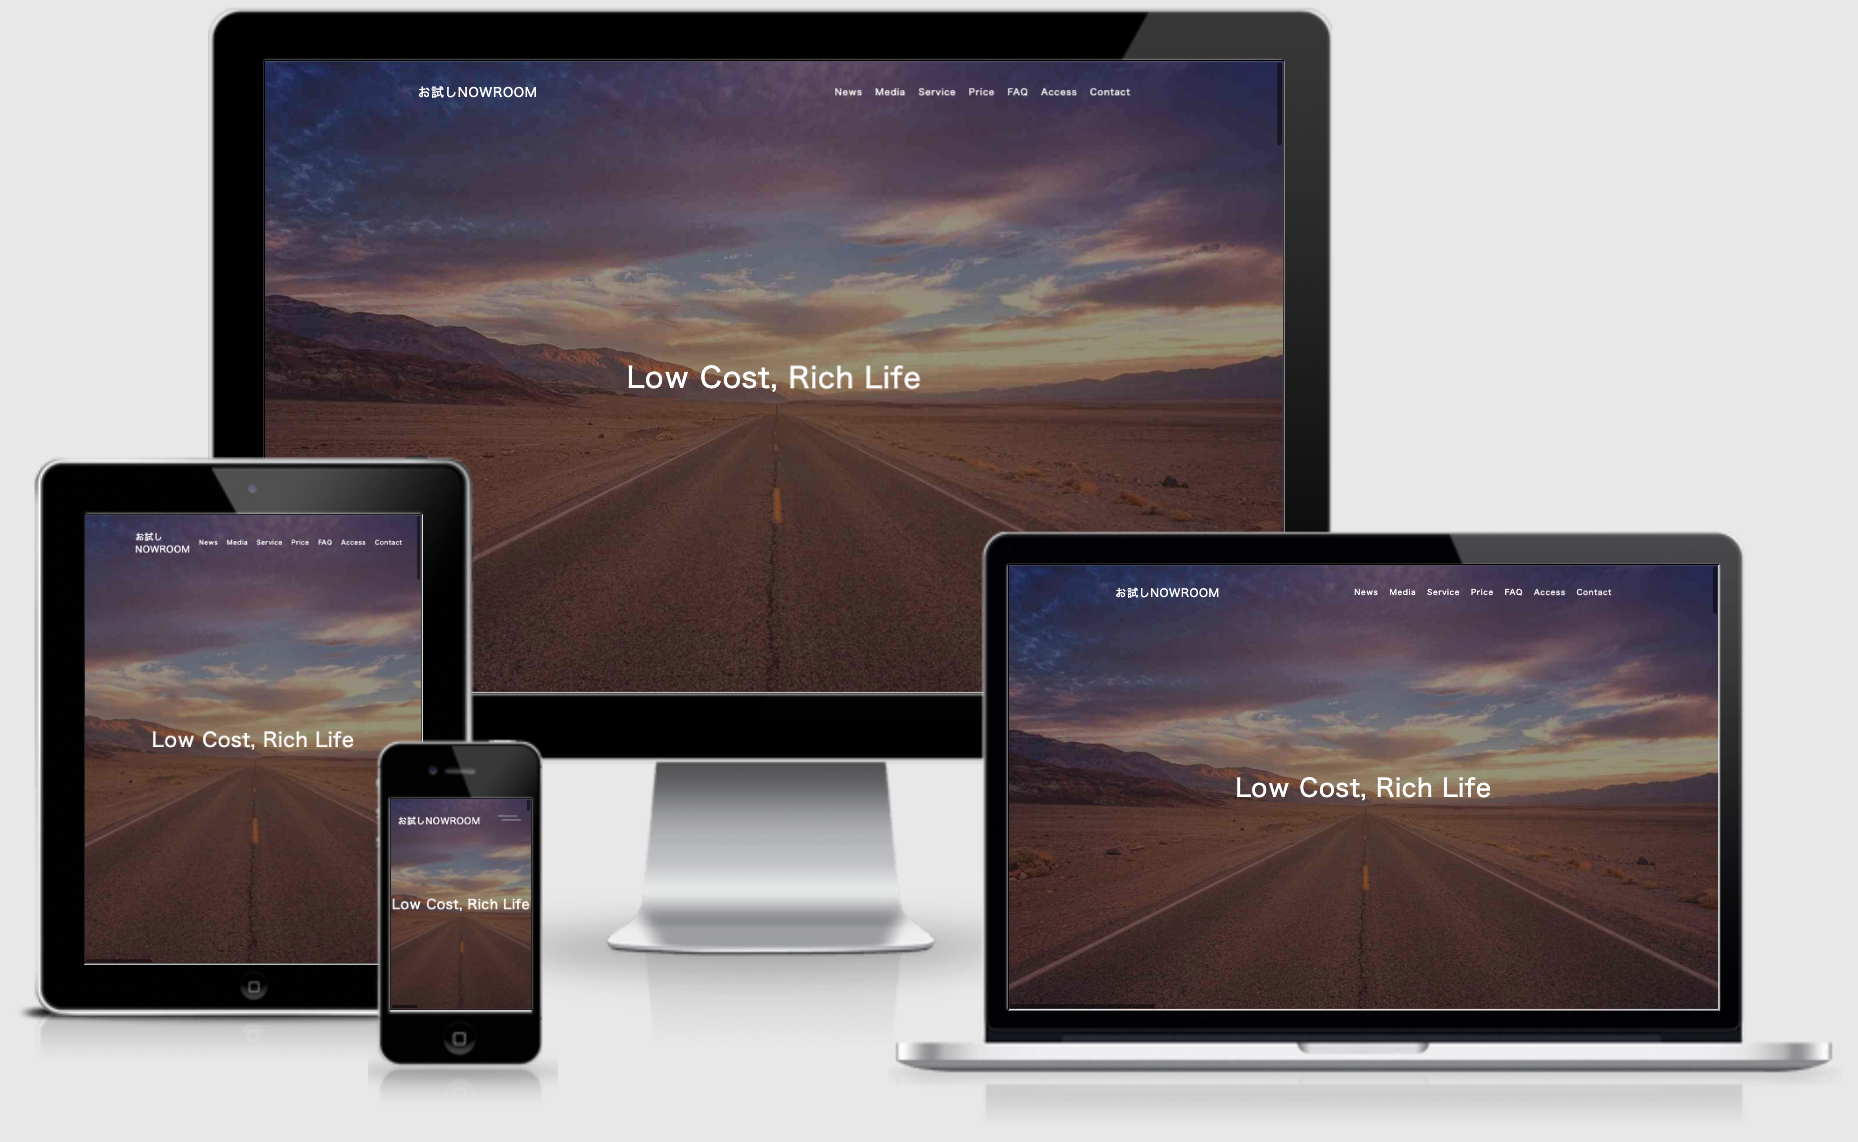 お試しNOWROOM
News Media Service Price FAQ Access Contact
Low Cost, Rich Life
お試し
NOWROOM
News Media Service Price FAQ Access Contact
Low Cost, Rich Life
お試しNOWROOM
Low Cost, Rich Life
お試しNOWROOM
News Media Service Price FAQ Access Contact
Low Cost, Rich Life